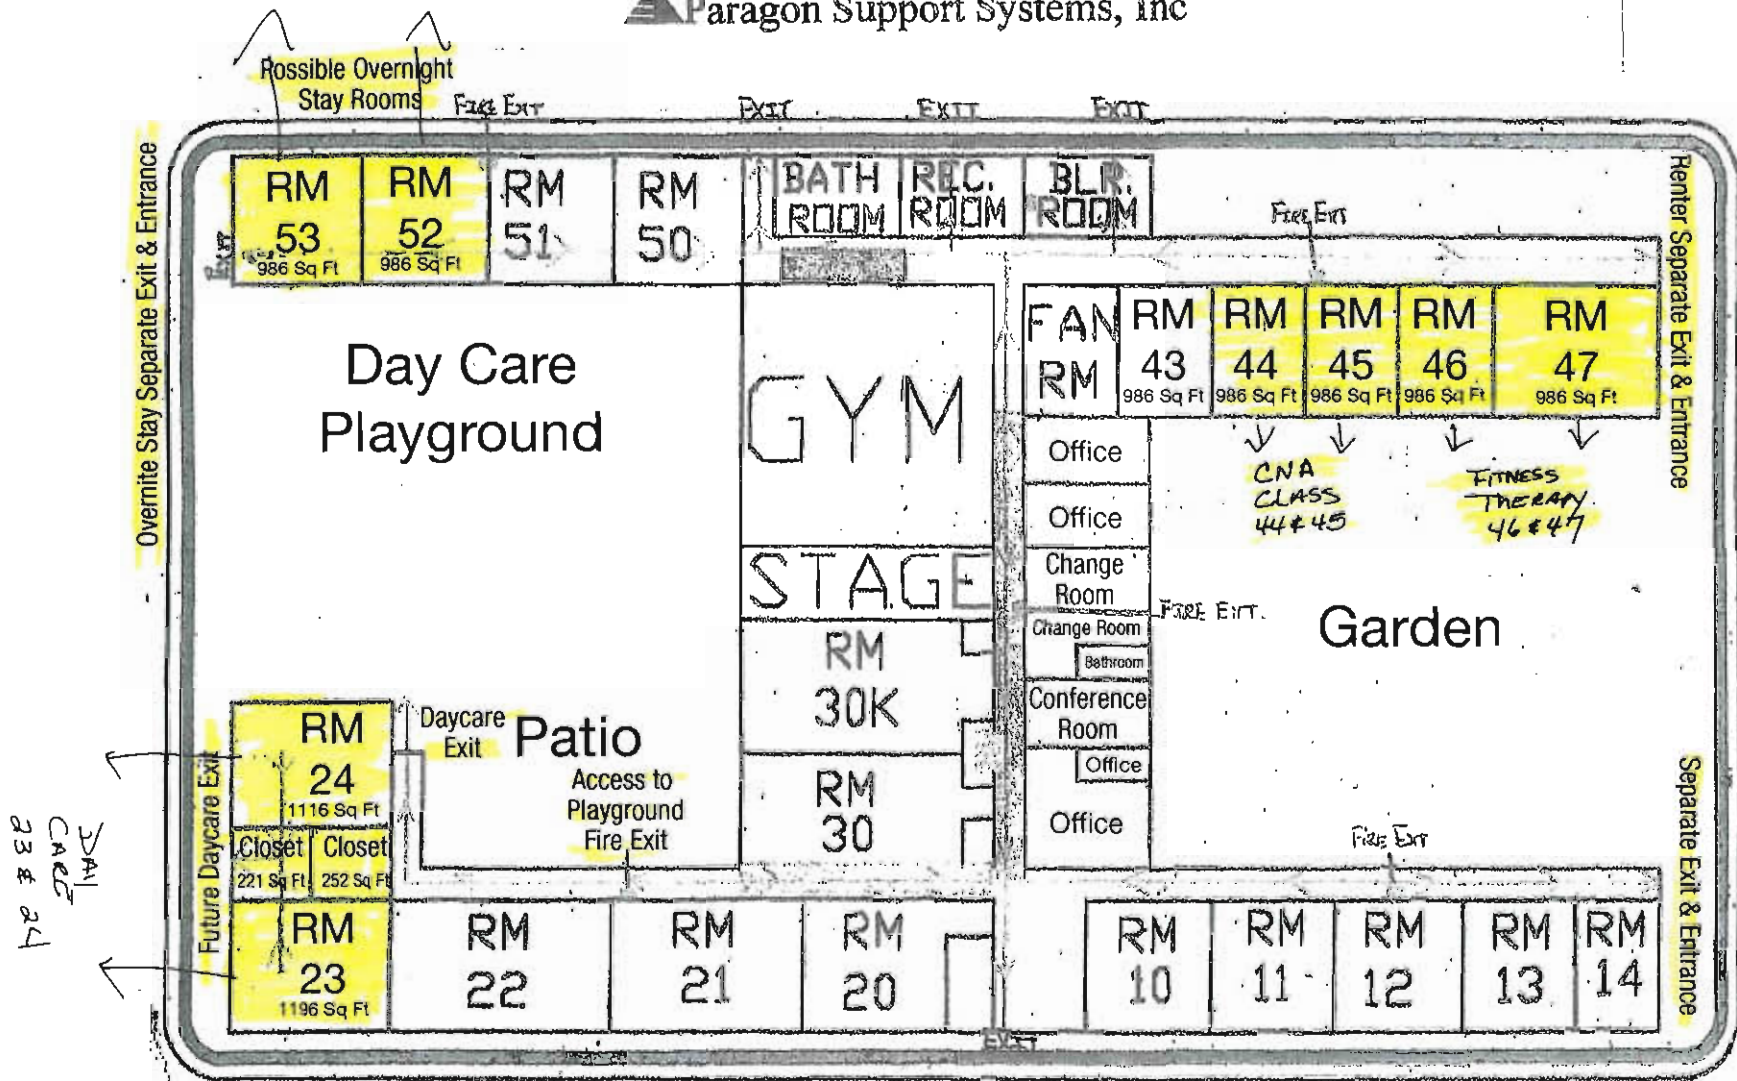 Paragon Support Systems, Inc
Possible Overnight
Stay Rooms
FIRE EXIT
EXIT
EXIT
EXIT
Overnite Stay Separate Exit & Entrance
Renter Separate Exit & Entrance
RM
53
986 Sq Ft
EXIT
RM
52
986 Sq Ft
RM
51
RM
50
BATH
ROOM
REC.
ROOM
BLR.
ROOM
FIRE EXIT
Day Care
Playground
GYM
FAN
RM
RM
43
986 Sq Ft
RM
44
986 Sq Ft
RM
45
986 Sq Ft
RM
46
986 Sq Ft
RM
47
986 Sq Ft
CNA
CLASS
44 & 45
FITNESS
THERAPY
46 & 47
Office
Office
Change
Room
FIRE EXIT.
Change Room
Bathroom
Conference
Room
Office
Office
Garden
STAGE
RM
30K
RM
30
RM
24
1116 Sq Ft
Daycare
Exit
Patio
Access to
Playground
Fire Exit
Closet
221 Sq Ft
Closet
252 Sq Ft
Future Daycare Exit
DAY
CARE
23 & 24
FIRE EXIT
Separate Exit & Entrance
RM
23
1196 Sq Ft
RM
22
RM
21
RM
20
RM
10
RM
11
RM
12
RM
13
RM
14
EXIT